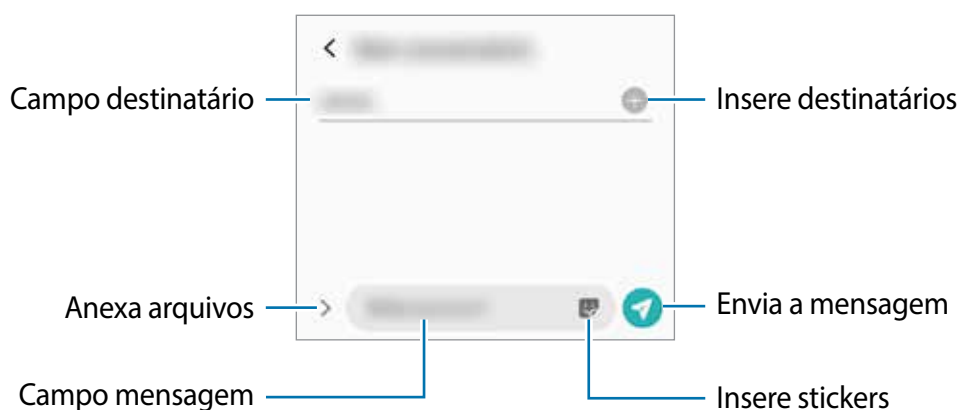 Campo destinatário
Insere destinatários
Anexa arquivos
Envia a mensagem
Campo mensagem
Insere stickers